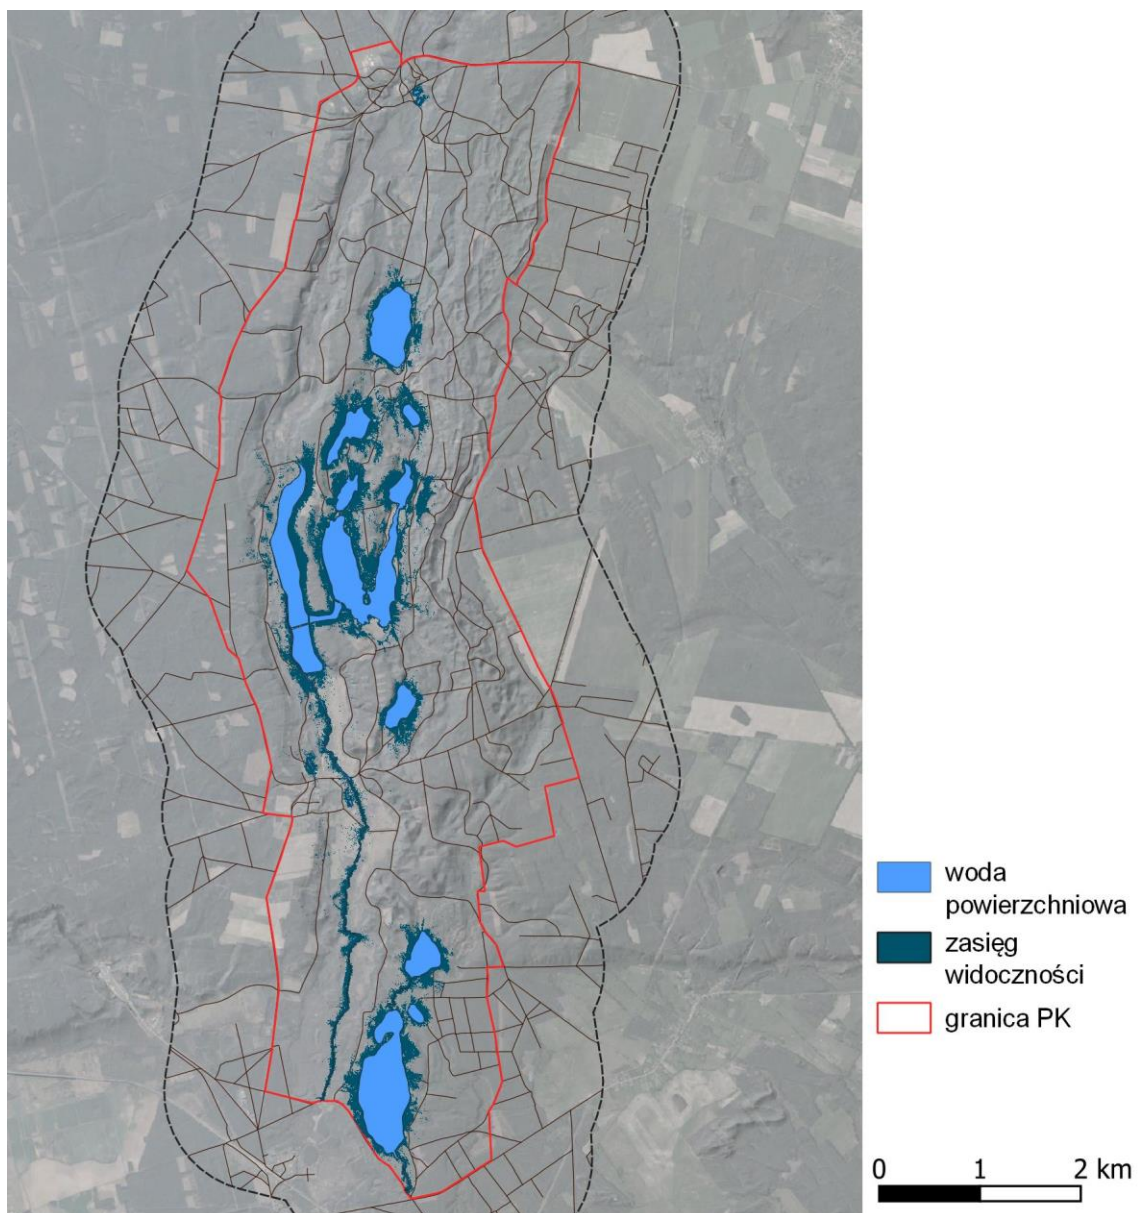 woda
powierzchniowa
zasięg
widoczności
granica PK
0 1 2 km